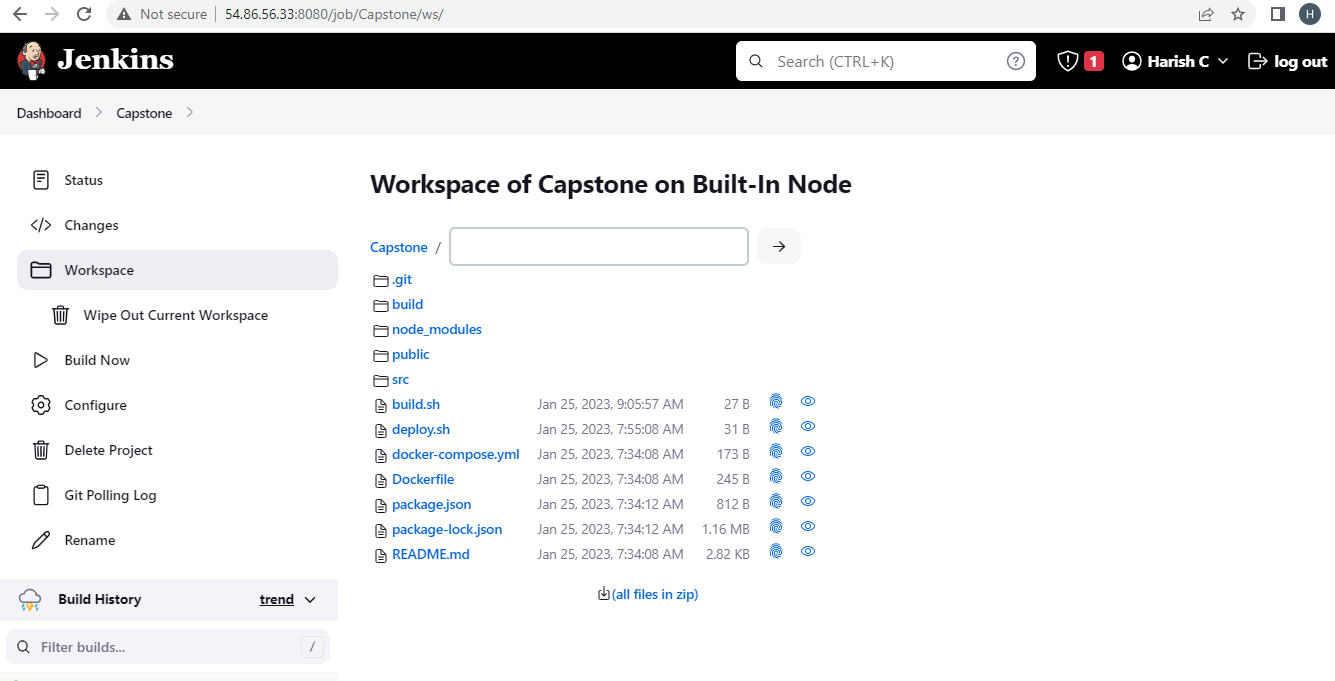 Not secure | 54.86.56.33:8080/job/Capstone/ws/
H
Jenkins
Search (CTRL+K)
?
1
Harish C
log out
Dashboard
Capstone
Status
Changes
Workspace
Wipe Out Current Workspace
Build Now
Configure
Delete Project
Git Polling Log
Rename
Build History
trend
Filter builds...
/
Workspace of Capstone on Built-In Node
Capstone /
.git
build
node_modules
public
src
build.sh Jan 25, 2023, 9:05:57 AM 27 B
deploy.sh Jan 25, 2023, 7:55:08 AM 31 B
docker-compose.yml Jan 25, 2023, 7:34:08 AM 173 B
Dockerfile Jan 25, 2023, 7:34:08 AM 245 B
package.json Jan 25, 2023, 7:34:12 AM 812 B
package-lock.json Jan 25, 2023, 7:34:12 AM 1.16 MB
README.md Jan 25, 2023, 7:34:08 AM 2.82 KB
(all files in zip)